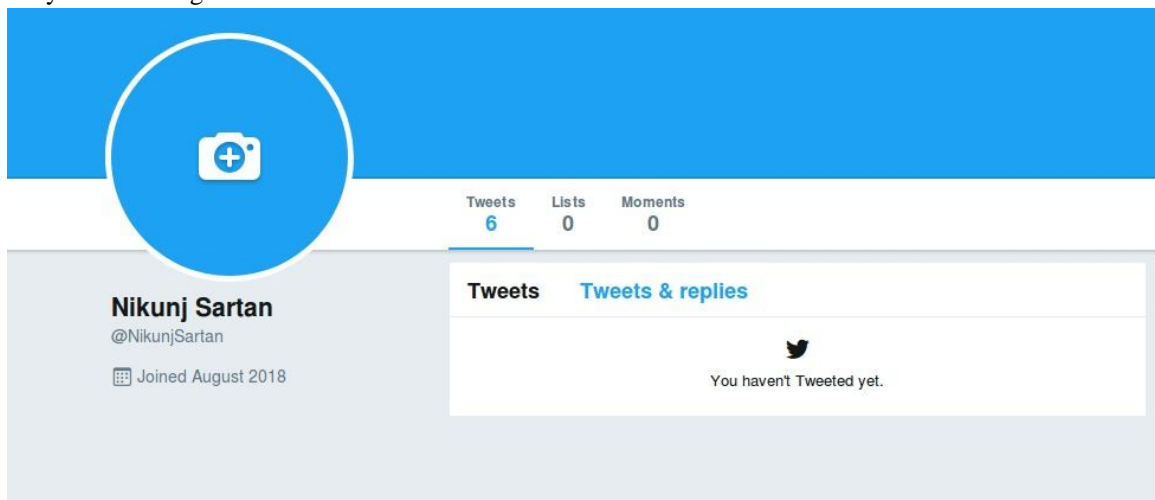 Tweets Lists Moments
6 0 0
Tweets Tweets & replies
Nikunj Sartan
@NikunjSartan
Joined August 2018
You haven't Tweeted yet.